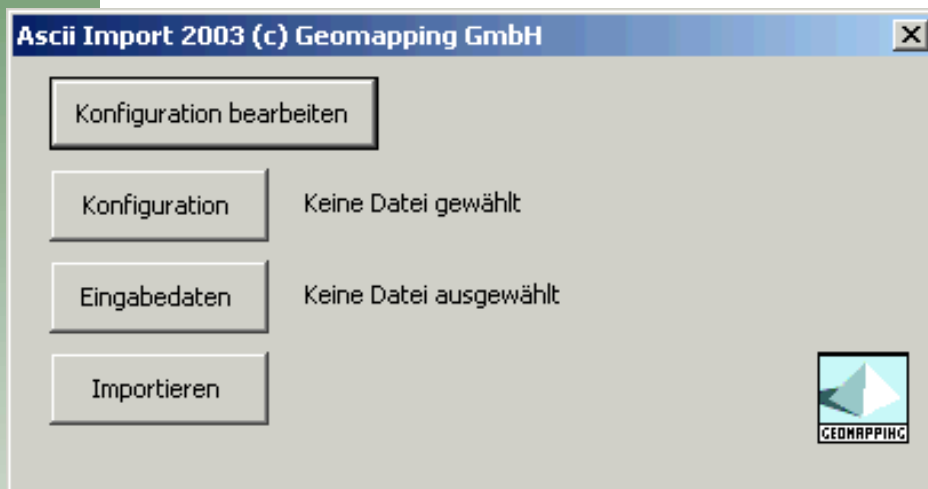 Ascii Import 2003 (c) Geomapping GmbH
Konfiguration bearbeiten
Konfiguration Keine Datei gewählt
Eingabedaten Keine Datei ausgewählt
Importieren
GEOMAPPING